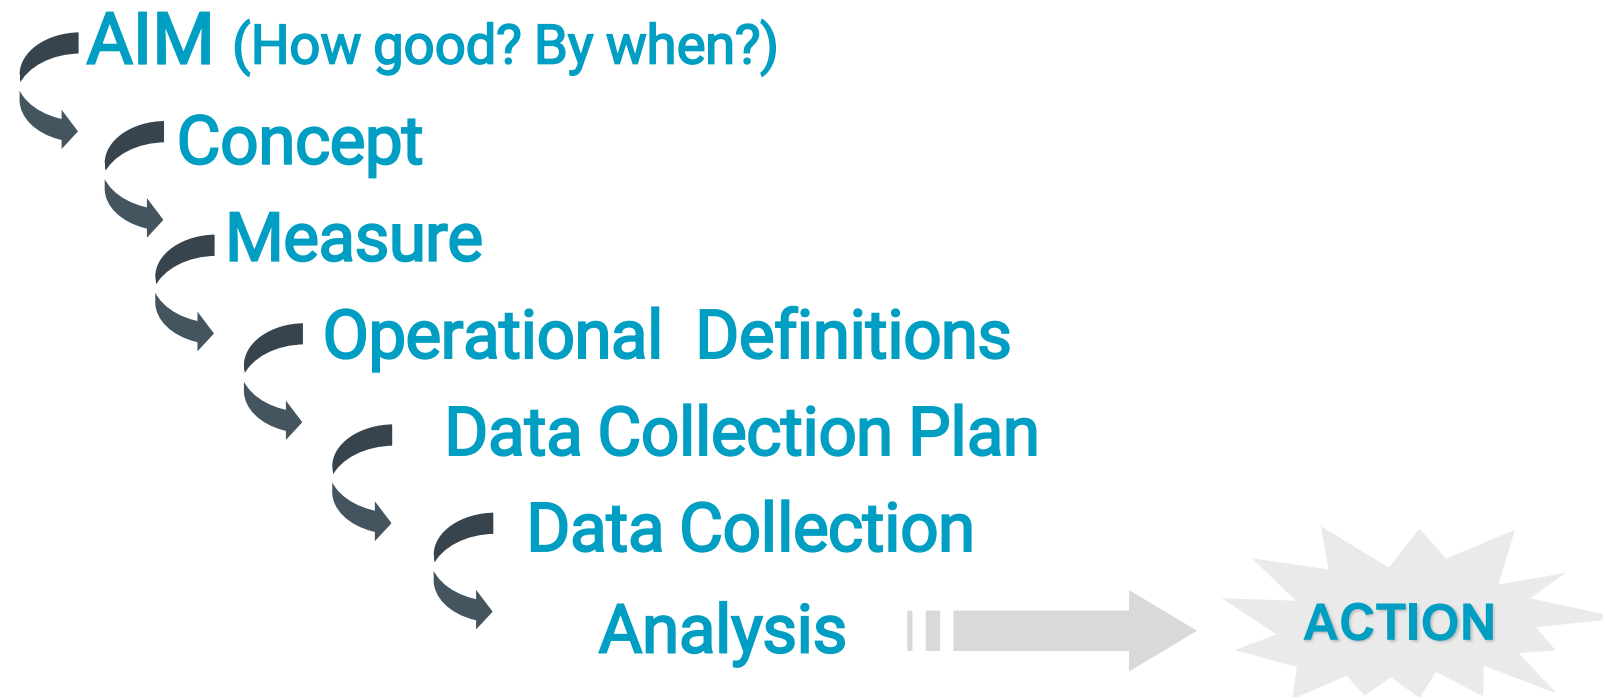 AIM (How good? By when?)
Concept
Measure
Operational Definitions
Data Collection Plan
Data Collection
Analysis
ACTION